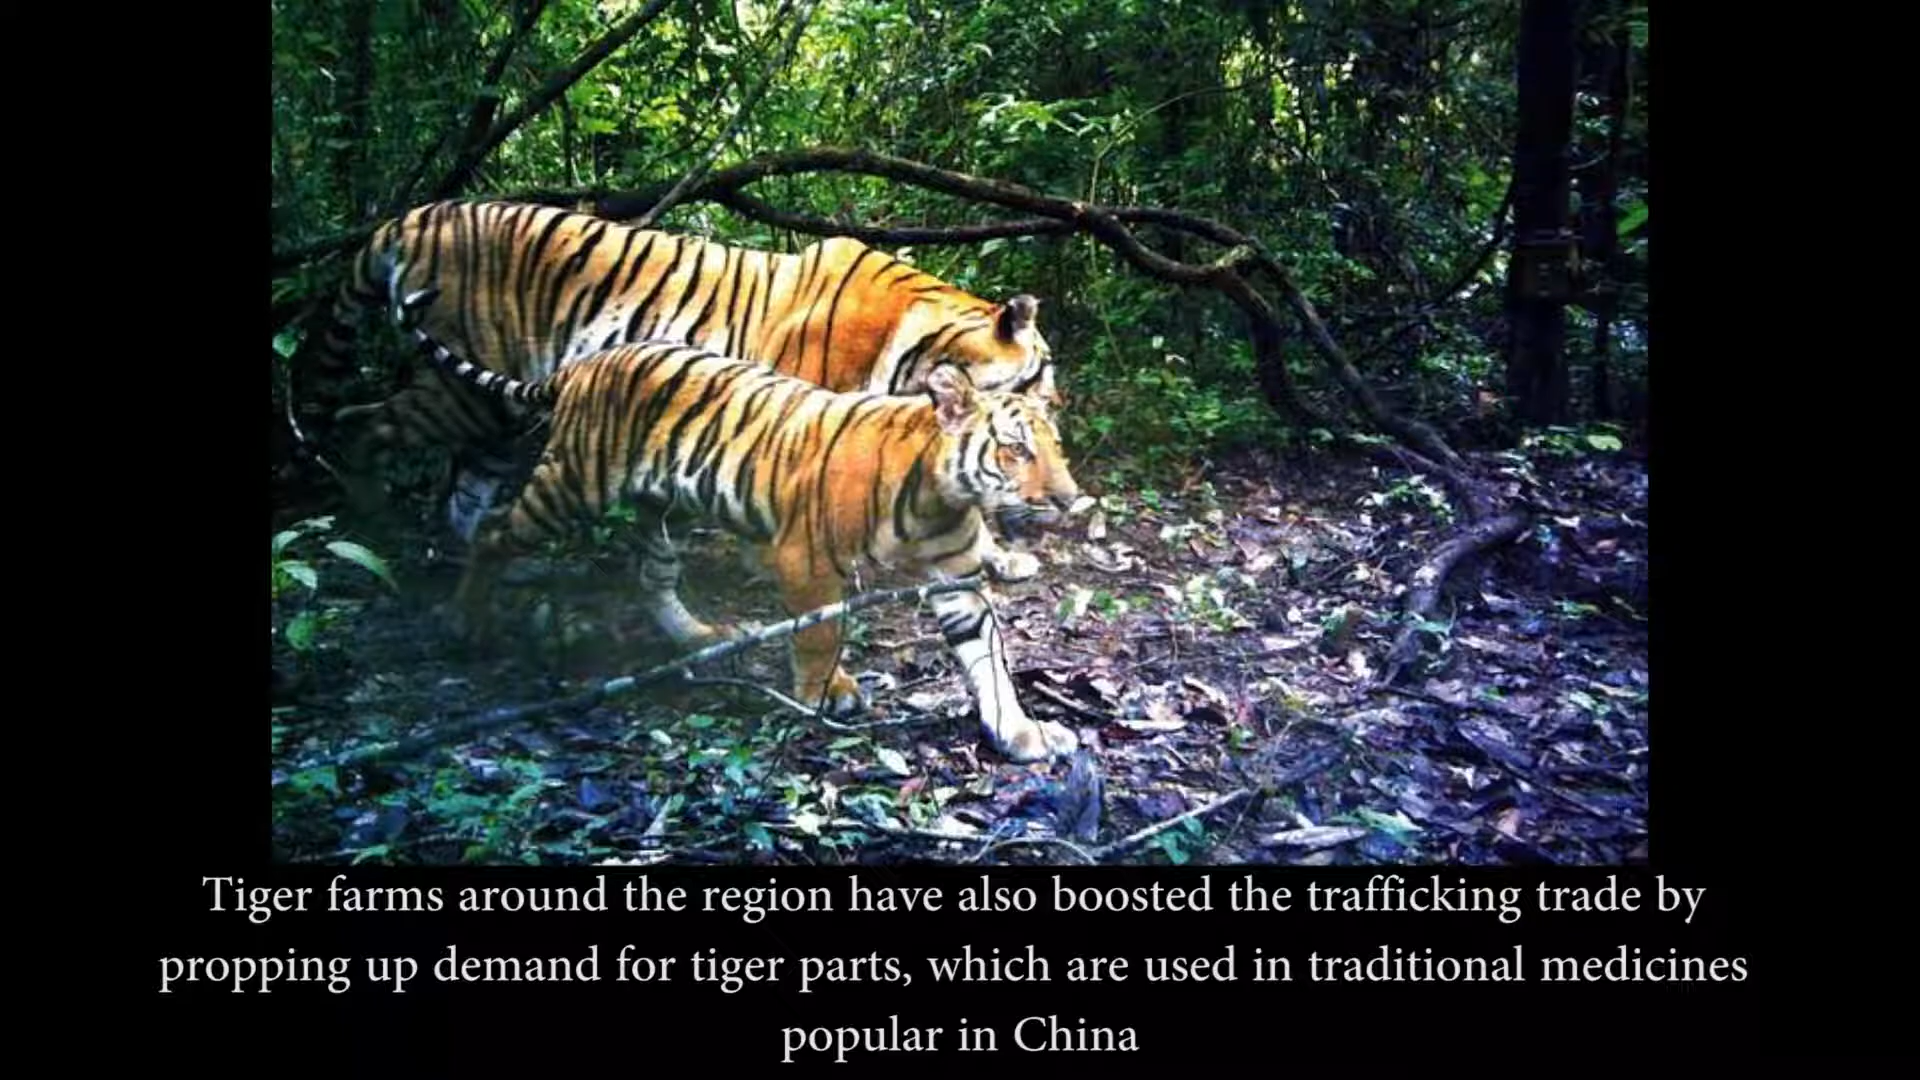 Tiger farms around the region have also boosted the trafficking trade by
propping up demand for tiger parts, which are used in traditional medicines
popular in China